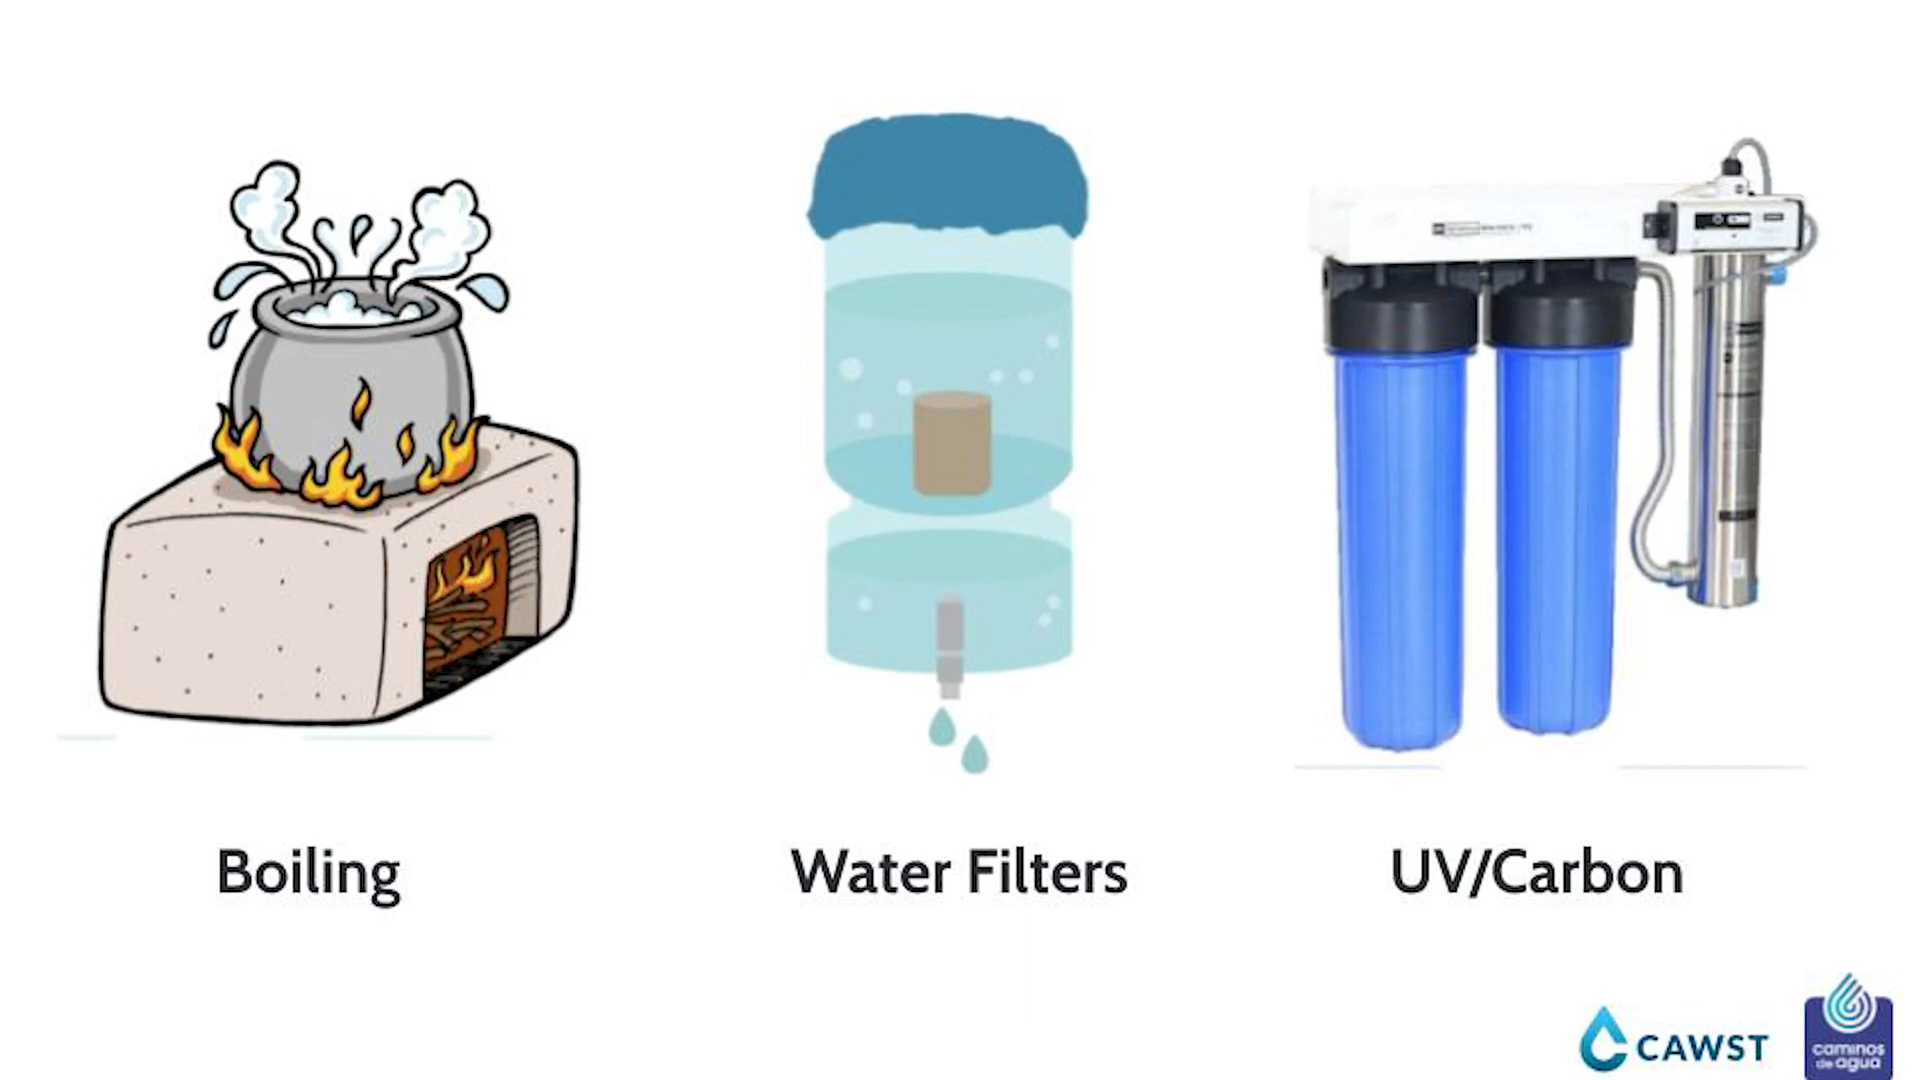 Boiling
Water Filters
UV/Carbon
CAWST
caminos
de agua